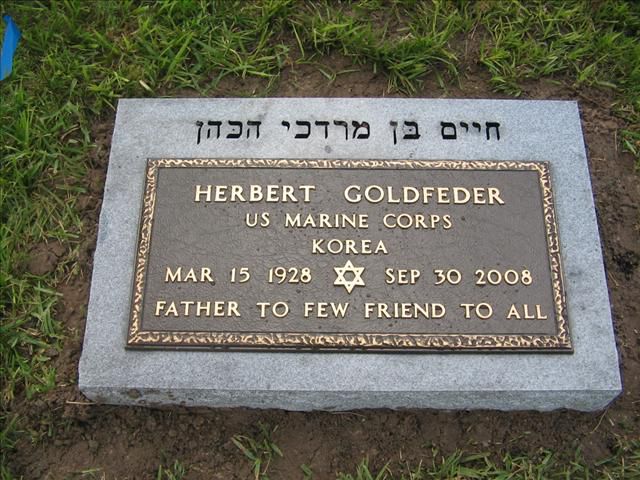 חיים בן מרדכי הכהן
HERBERT GOLDFEDER
US MARINE CORPS
KOREA
MAR 15 1928 ✡ SEP 30 2008
FATHER TO FEW FRIEND TO ALL